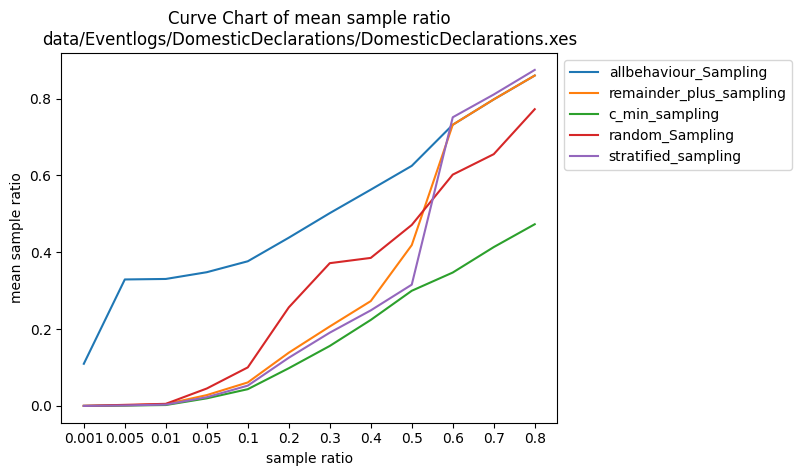 Curve Chart of mean sample ratio
data/Eventlogs/DomesticDeclarations/DomesticDeclarations.xes
allbehaviour_Sampling
remainder_plus_sampling
c_min_sampling
random_Sampling
stratified_sampling
mean sample ratio
0.8
0.6
0.4
0.2
0.0
0.001 0.005 0.01 0.05 0.1 0.2 0.3 0.4 0.5 0.6 0.7 0.8
sample ratio